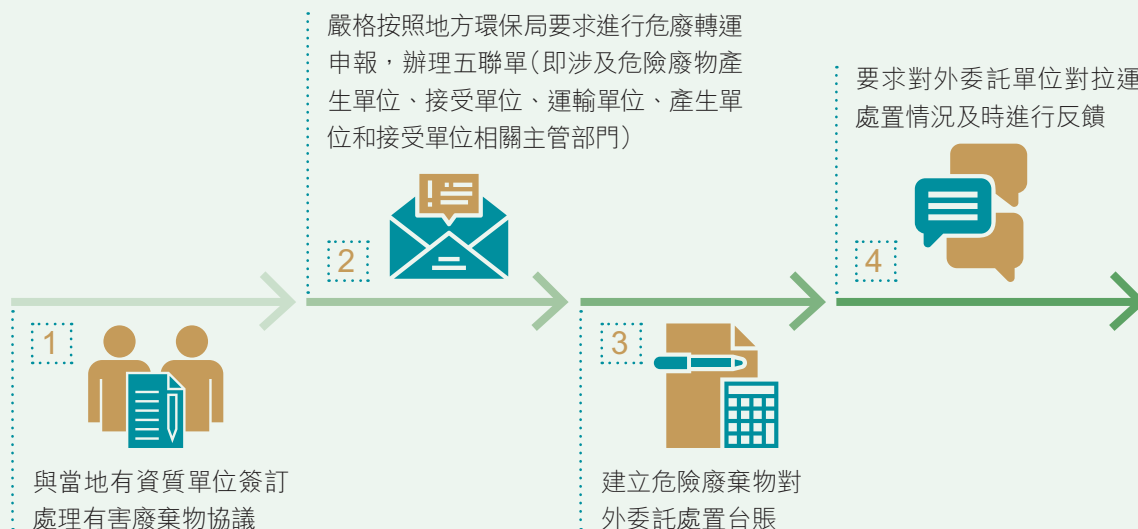 1
與當地有資質單位簽訂
處理有害廢棄物協議
嚴格按照地方環保局要求進行危廢轉運
申報，辦理五聯單（即涉及危險廢物產
生單位、接受單位、運輸單位、產生單
位和接受單位相關主管部門）
2
3
建立危險廢棄物對
外委託處置台賬
要求對外委託單位對拉運
處置情況及時進行反饋
4